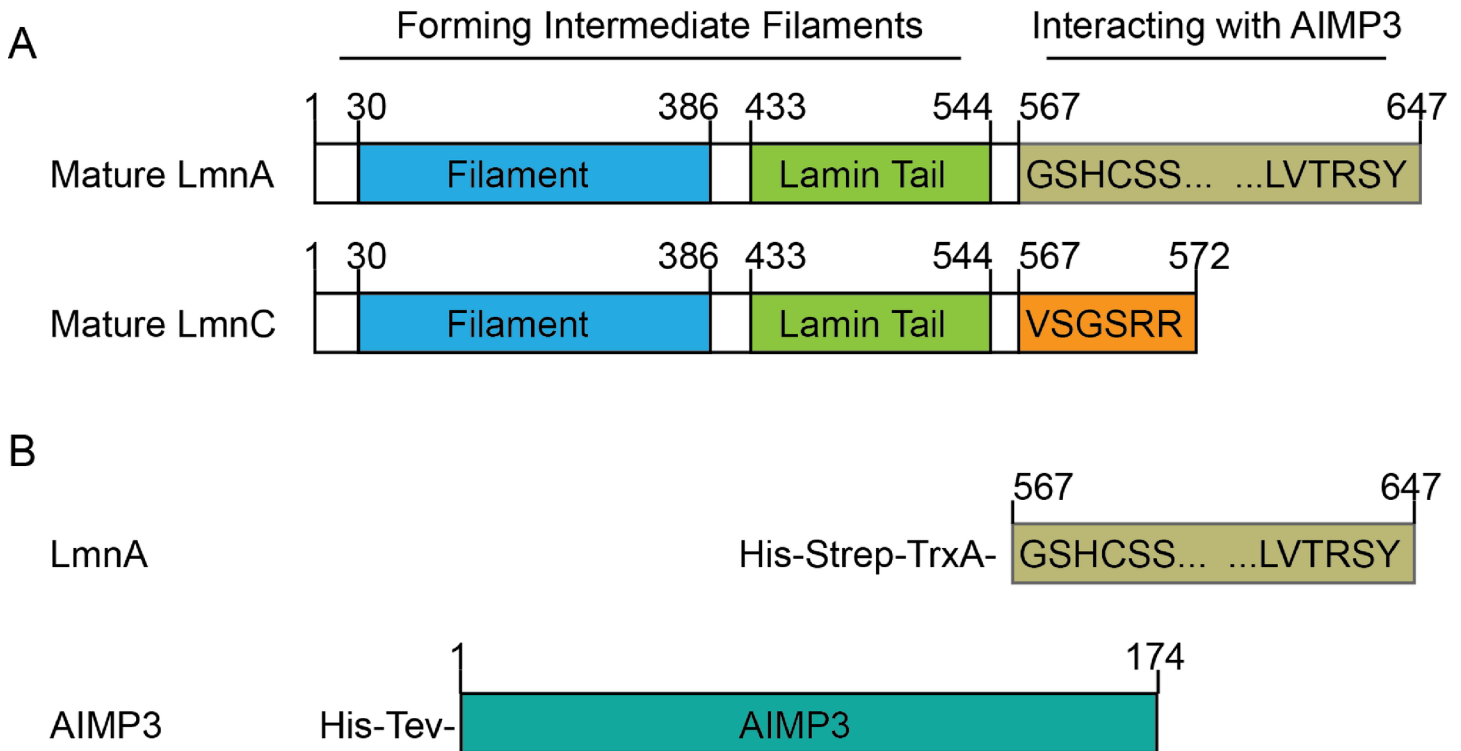 A
Forming Intermediate Filaments Interacting with AIMP3
1 30 386 433 544 567 647
Mature LmnA Filament Lamin Tail GSHCSS... ...LVTRSY
1 30 386 433 544 567 572
Mature LmnC Filament Lamin Tail VSGSRR
B
567 647
LmnA His-Strep-TrxA- GSHCSS... ...LVTRSY
1 174
AIMP3 His-Tev- AIMP3